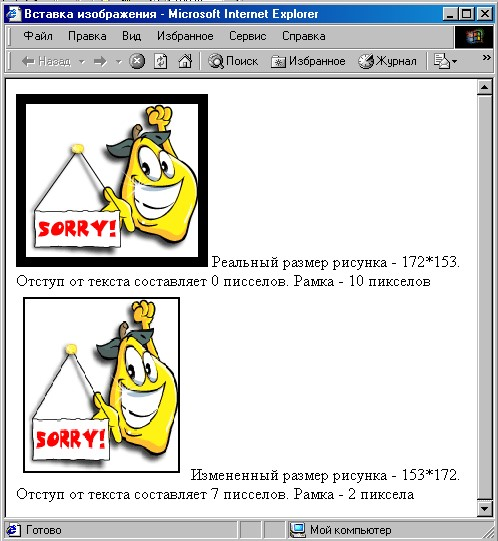 Вставка изображения - Microsoft Internet Explorer
Файл Правка Вид Избранное Сервис Справка
Назад Поиск Избранное Журнал
SORRY!
Реальный размер рисунка - 172*153.
Отступ от текста составляет 0 писселов. Рамка - 10 пикселов
SORRY!
Измененный размер рисунка - 153*172.
Отступ от текста составляет 7 писселов. Рамка - 2 пиксела
Готово Мой компьютер